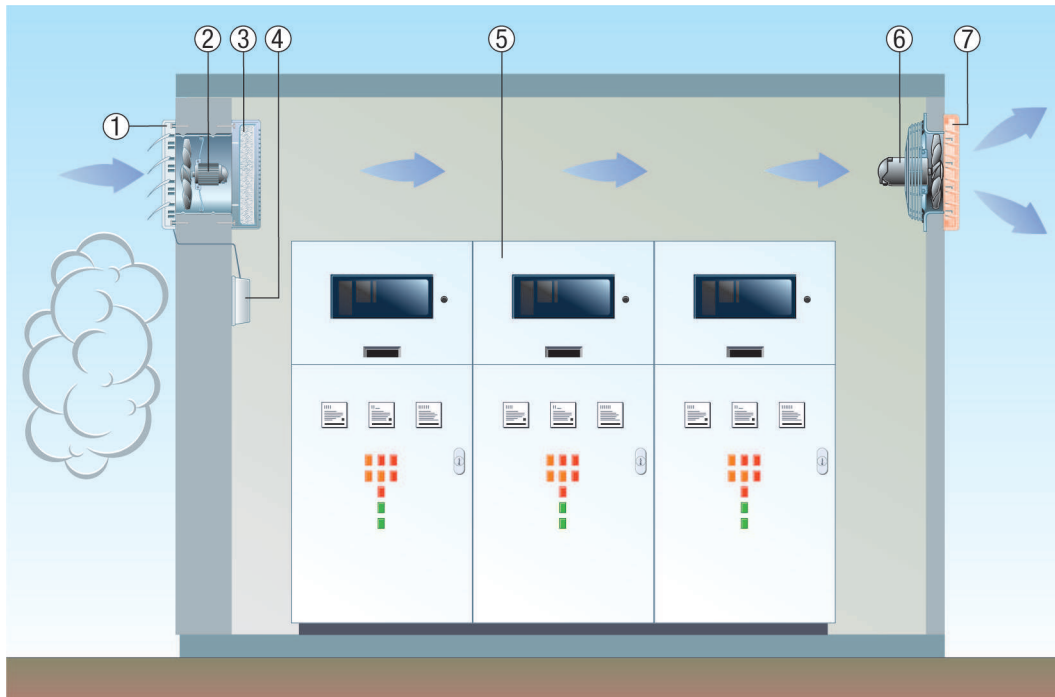 ① ② ③ ④ ⑤ ⑥ ⑦